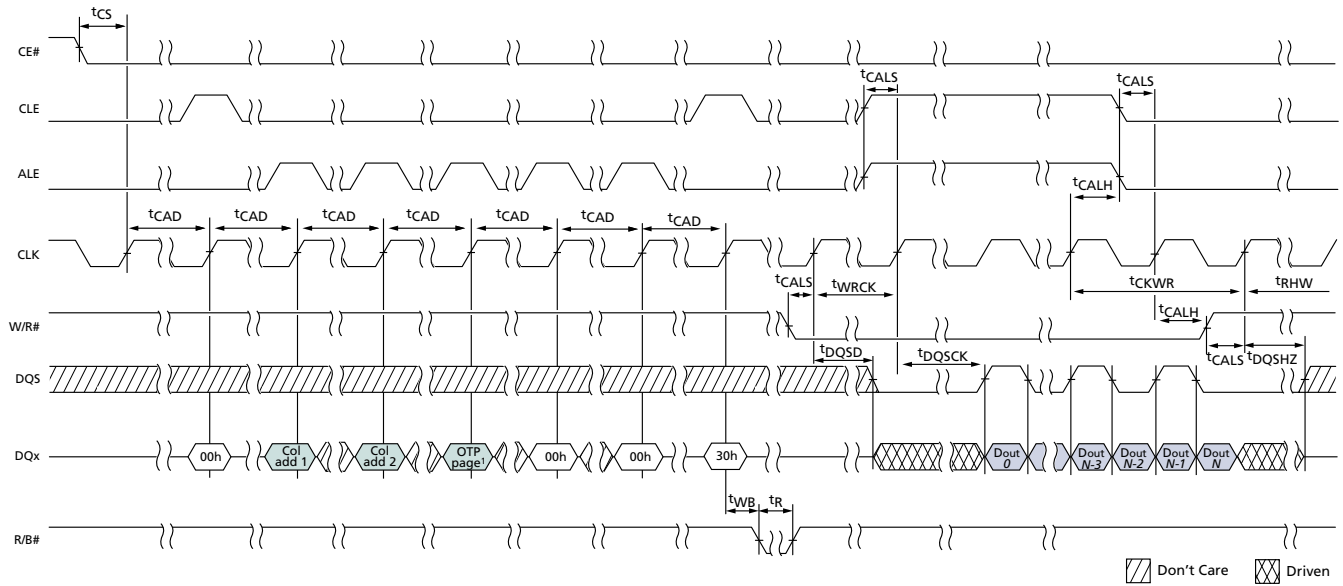 tCS
CE#
tCALS
tCALS
CLE
ALE
tCALH
tCAD tCAD tCAD tCAD tCAD tCAD tCAD
CLK
tCALS tWRCK tCKWR tRHW
tCALH
W/R#
tDQSD tDQSCK tCALS tDQSHZ
DQS
DQx
00h
Col add 1
Col add 2
OTP page¹
00h
00h
30h
Dout 0
Dout N-3
Dout N-2
Dout N-1
Dout N
tWB tR
R/B#
Don't Care
Driven